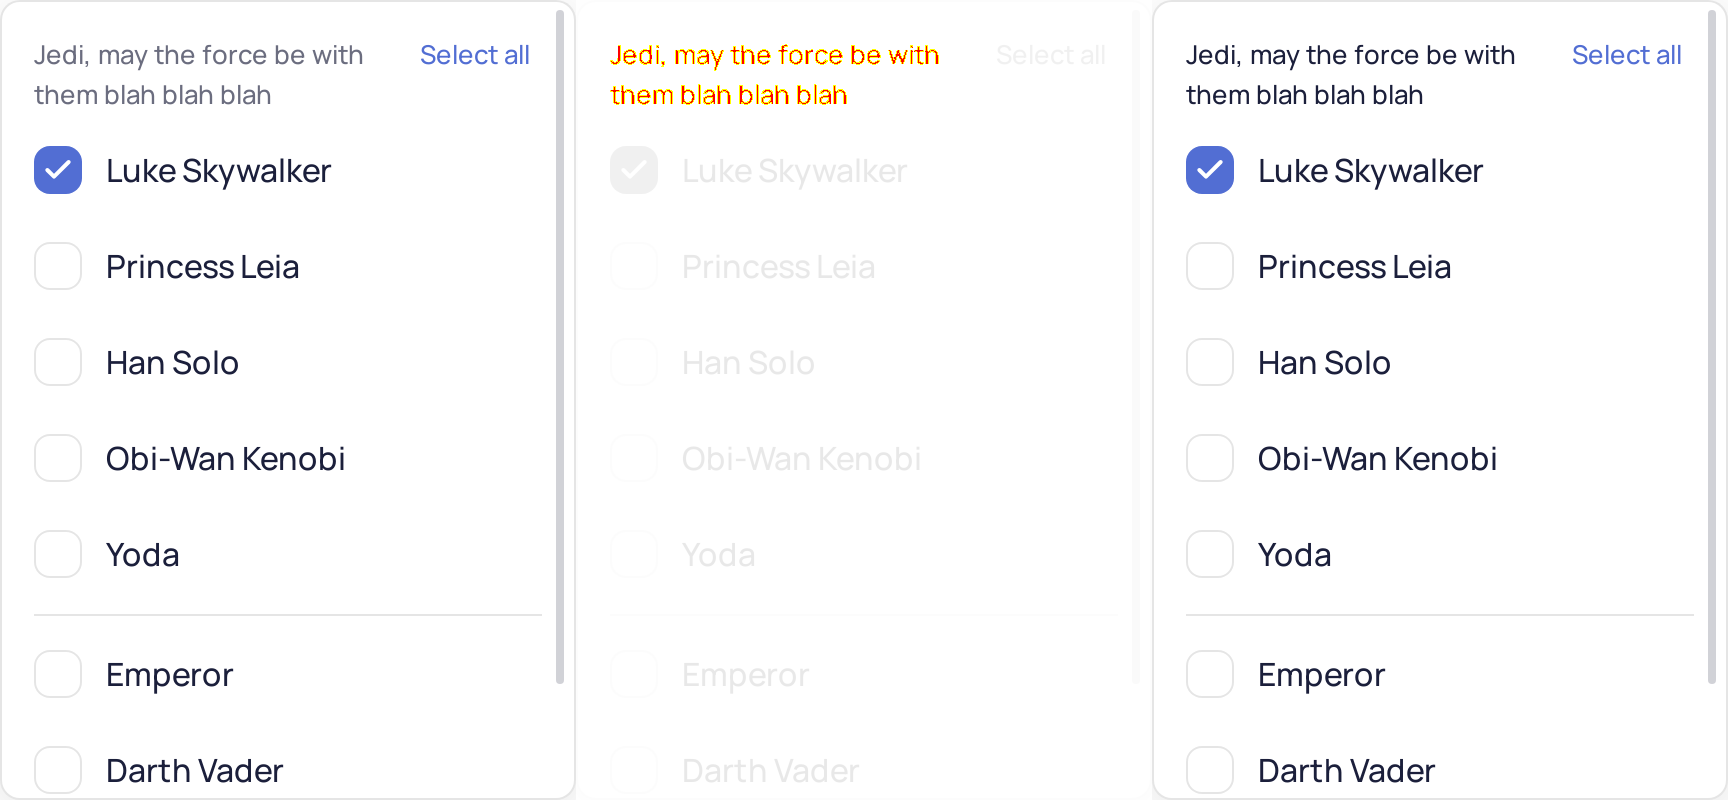 Jedi, may the force be with
them blah blah blah
Select all
Luke Skywalker
Princess Leia
Han Solo
Obi-Wan Kenobi
Yoda
Emperor
Darth Vader
Jedi, may the force be with
them blah blah blah
Select all
Luke Skywalker
Princess Leia
Han Solo
Obi-Wan Kenobi
Yoda
Emperor
Darth Vader
Jedi, may the force be with
them blah blah blah
Select all
Luke Skywalker
Princess Leia
Han Solo
Obi-Wan Kenobi
Yoda
Emperor
Darth Vader